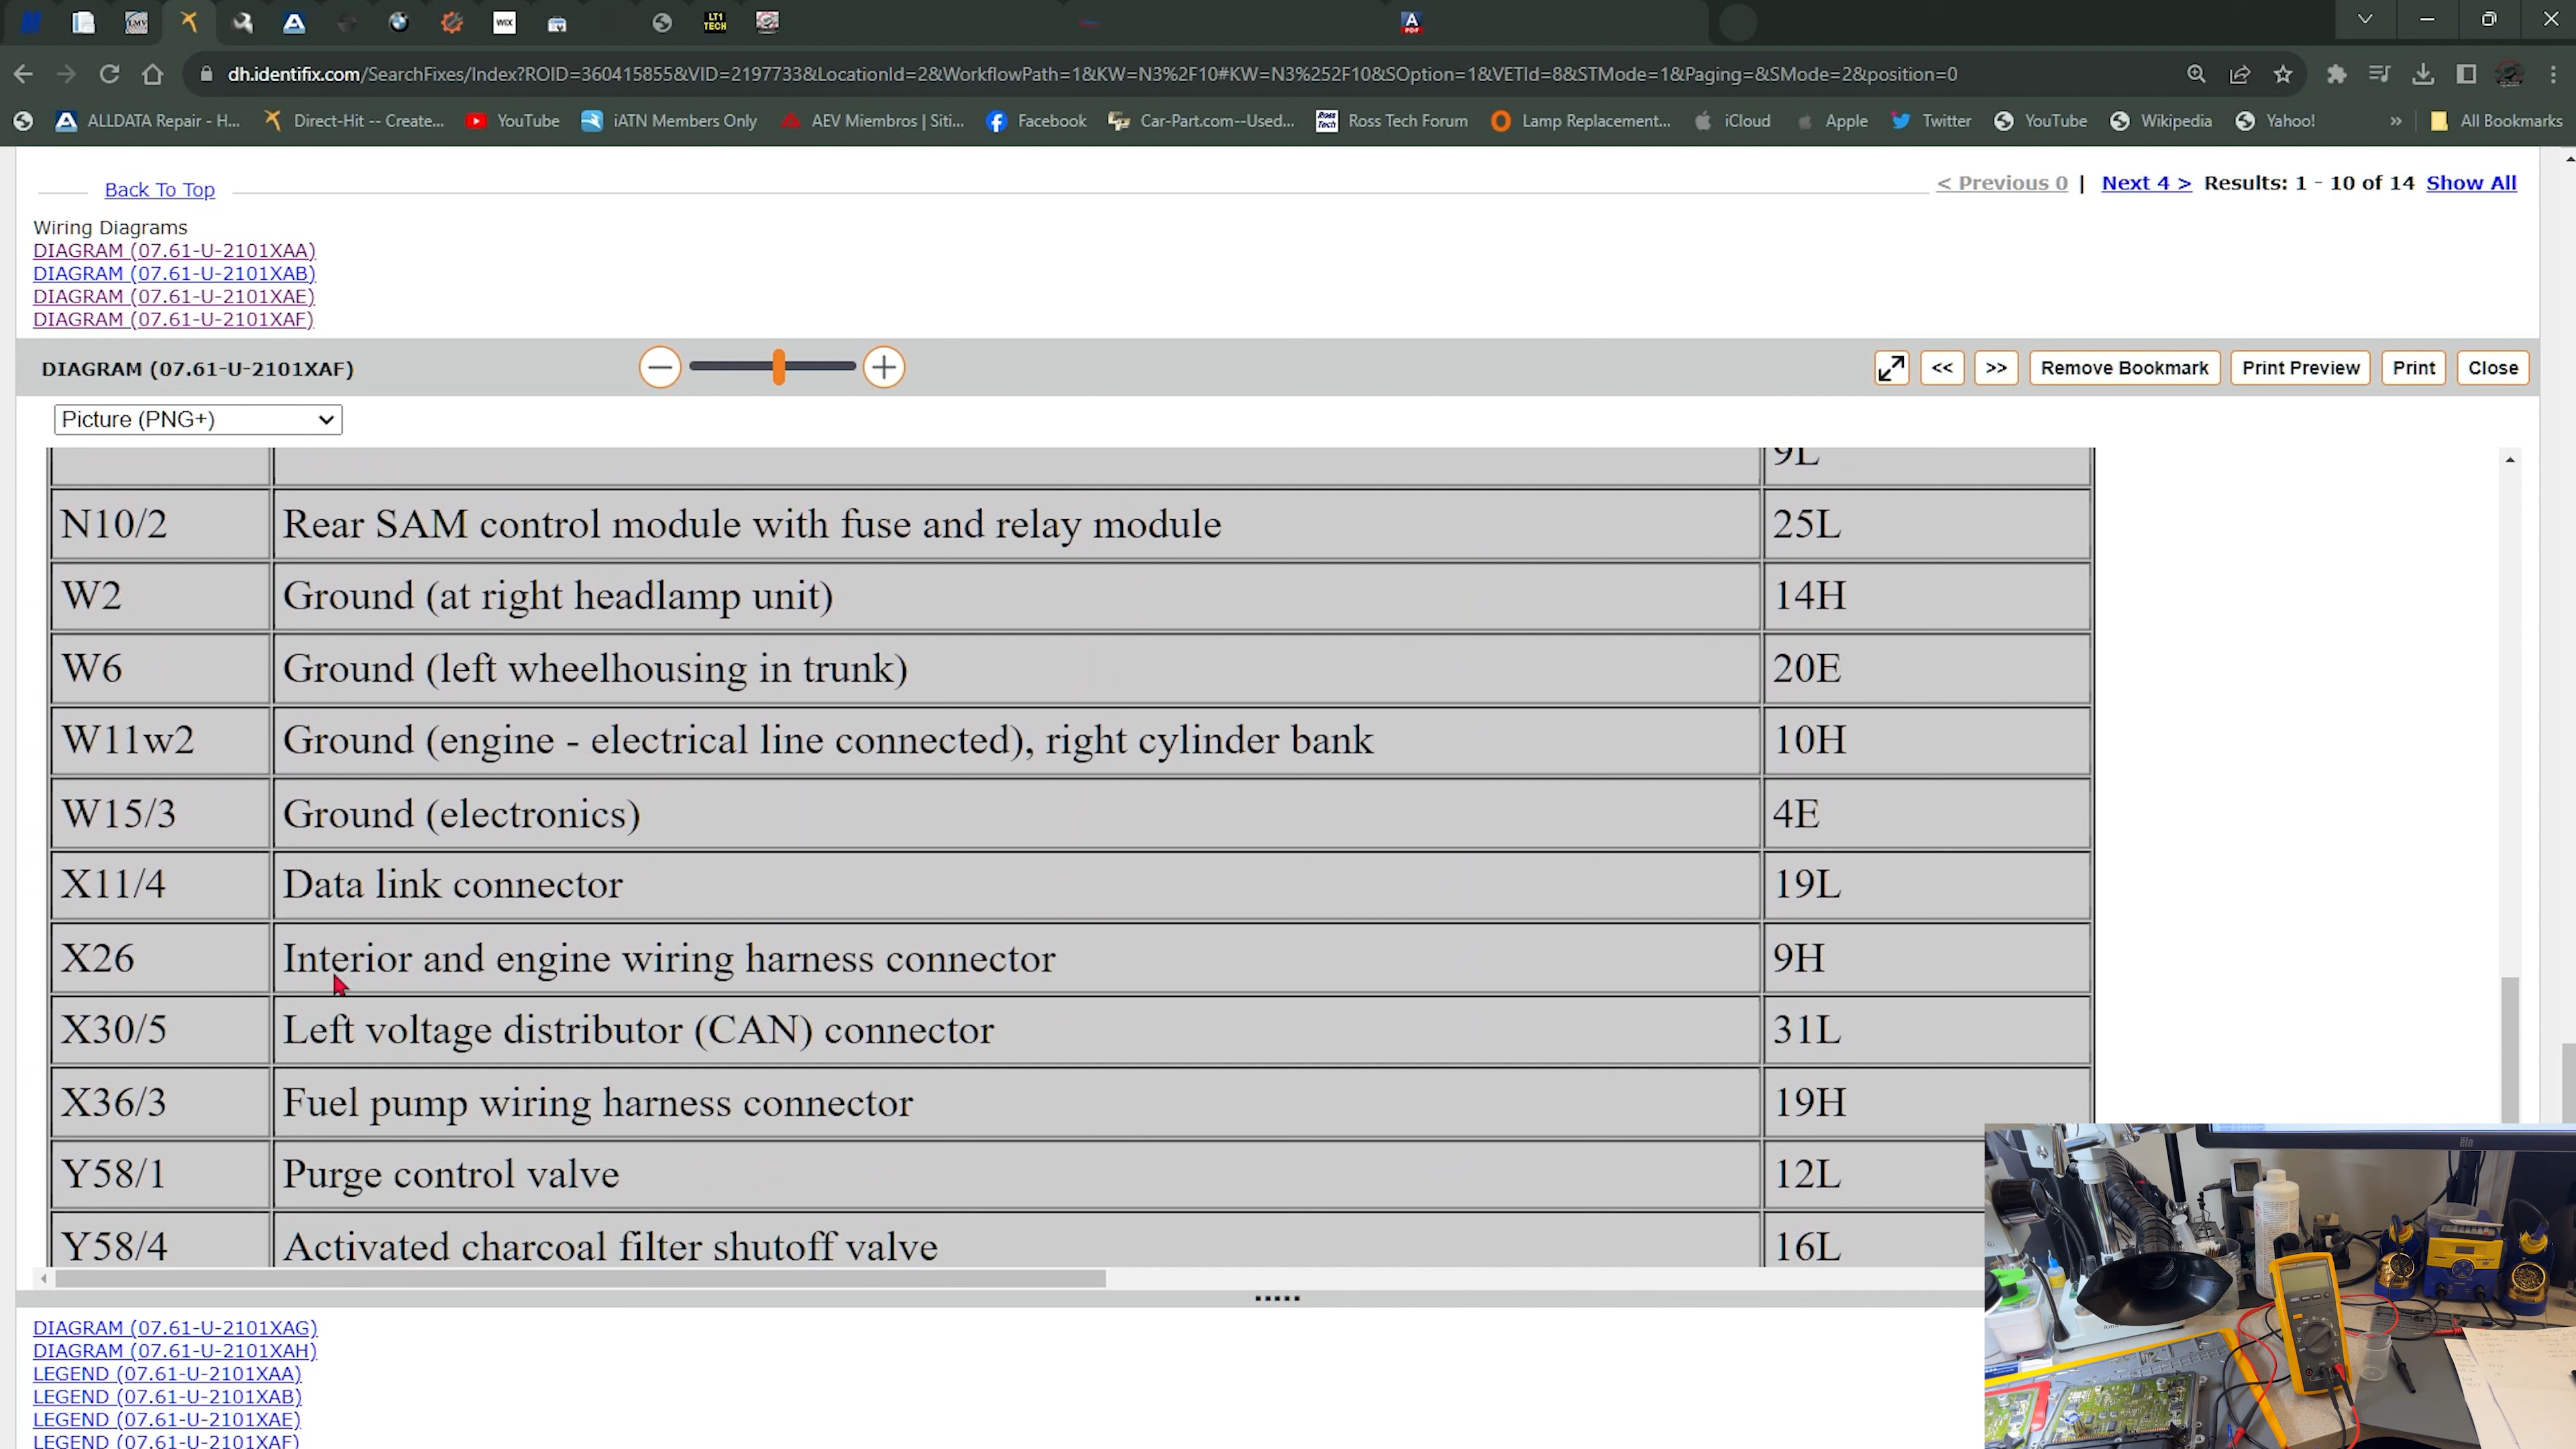 LMV
A
WIX
LT1
TECH
A
PDF
dh.identifix.com/SearchFixes/Index?ROID=360415855&VID=2197733&LocationId=2&WorkflowPath=1&KW=N3%2F10#KW=N3%252F10&SOption=1&VETId=8&STMode=1&Paging=&SMode=2&position=0
ALLDATA Repair - H... Direct-Hit -- Create... YouTube iATN Members Only AEV Miembros | Siti... Facebook Car-Part.com--Used... Ross Tech Ross Tech Forum Lamp Replacement... iCloud Apple Twitter YouTube Wikipedia Yahoo! » All Bookmarks
Back To Top < Previous 0 | Next 4 > Results: 1 - 10 of 14 Show All
Wiring Diagrams
DIAGRAM (07.61-U-2101XAA)
DIAGRAM (07.61-U-2101XAB)
DIAGRAM (07.61-U-2101XAE)
DIAGRAM (07.61-U-2101XAF)
DIAGRAM (07.61-U-2101XAF) << >> Remove Bookmark Print Preview Print Close
Picture (PNG+)
9L
N10/2 Rear SAM control module with fuse and relay module 25L
W2 Ground (at right headlamp unit) 14H
W6 Ground (left wheelhousing in trunk) 20E
W11w2 Ground (engine - electrical line connected), right cylinder bank 10H
W15/3 Ground (electronics) 4E
X11/4 Data link connector 19L
X26 Interior and engine wiring harness connector 9H
X30/5 Left voltage distributor (CAN) connector 31L
X36/3 Fuel pump wiring harness connector 19H
Y58/1 Purge control valve 12L
Y58/4 Activated charcoal filter shutoff valve 16L
elo
DIAGRAM (07.61-U-2101XAG)
DIAGRAM (07.61-U-2101XAH)
LEGEND (07.61-U-2101XAA)
LEGEND (07.61-U-2101XAB)
LEGEND (07.61-U-2101XAE)
LEGEND (07.61-U-2101XAF)